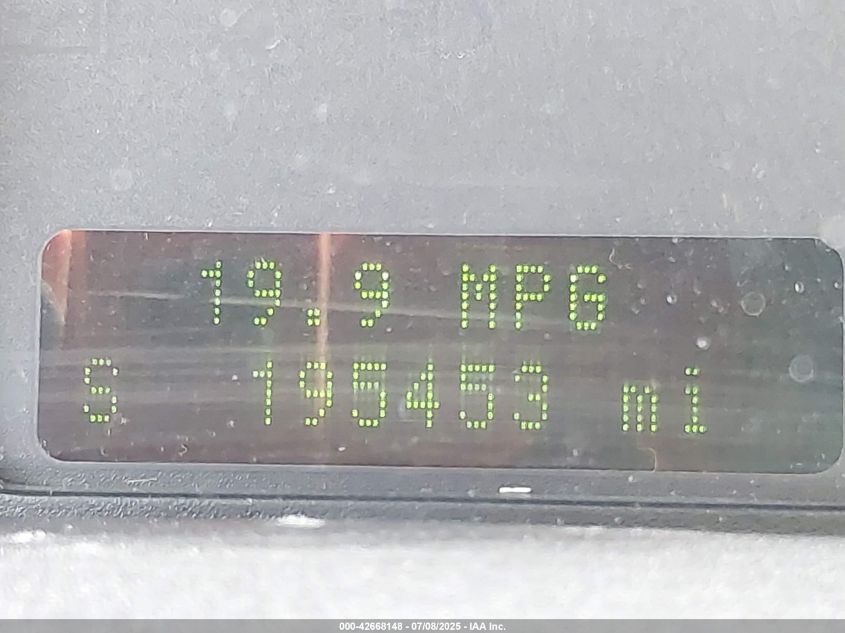 19.9 MPG
S 195453 mi
000-42668148 - 07/08/2025 - IAA Inc.